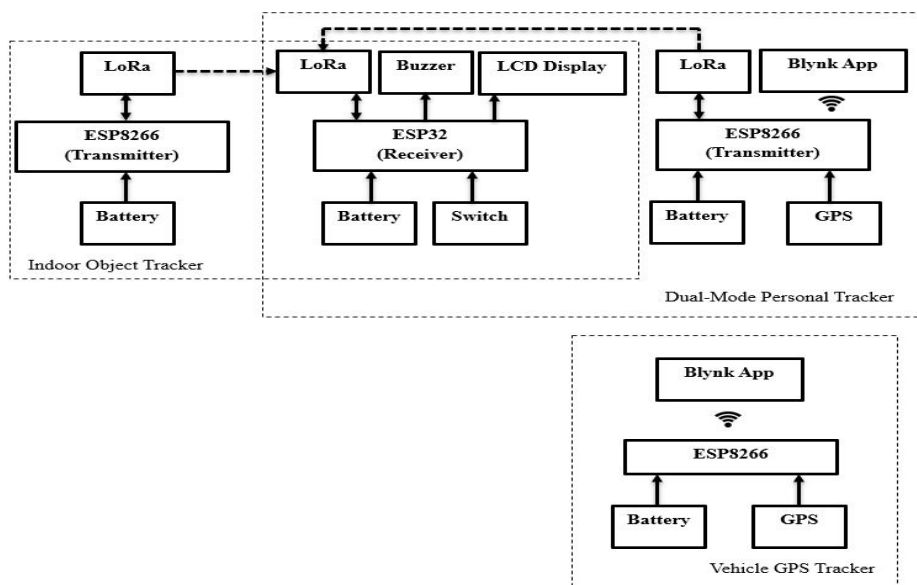 LoRa
ESP8266
(Transmitter)
Battery
Indoor Object Tracker
LoRa
Buzzer
LCD Display
ESP32
(Receiver)
Battery
Switch
LoRa
Blynk App
ESP8266
(Transmitter)
Battery
GPS
Dual-Mode Personal Tracker
Blynk App
ESP8266
Battery
GPS
Vehicle GPS Tracker